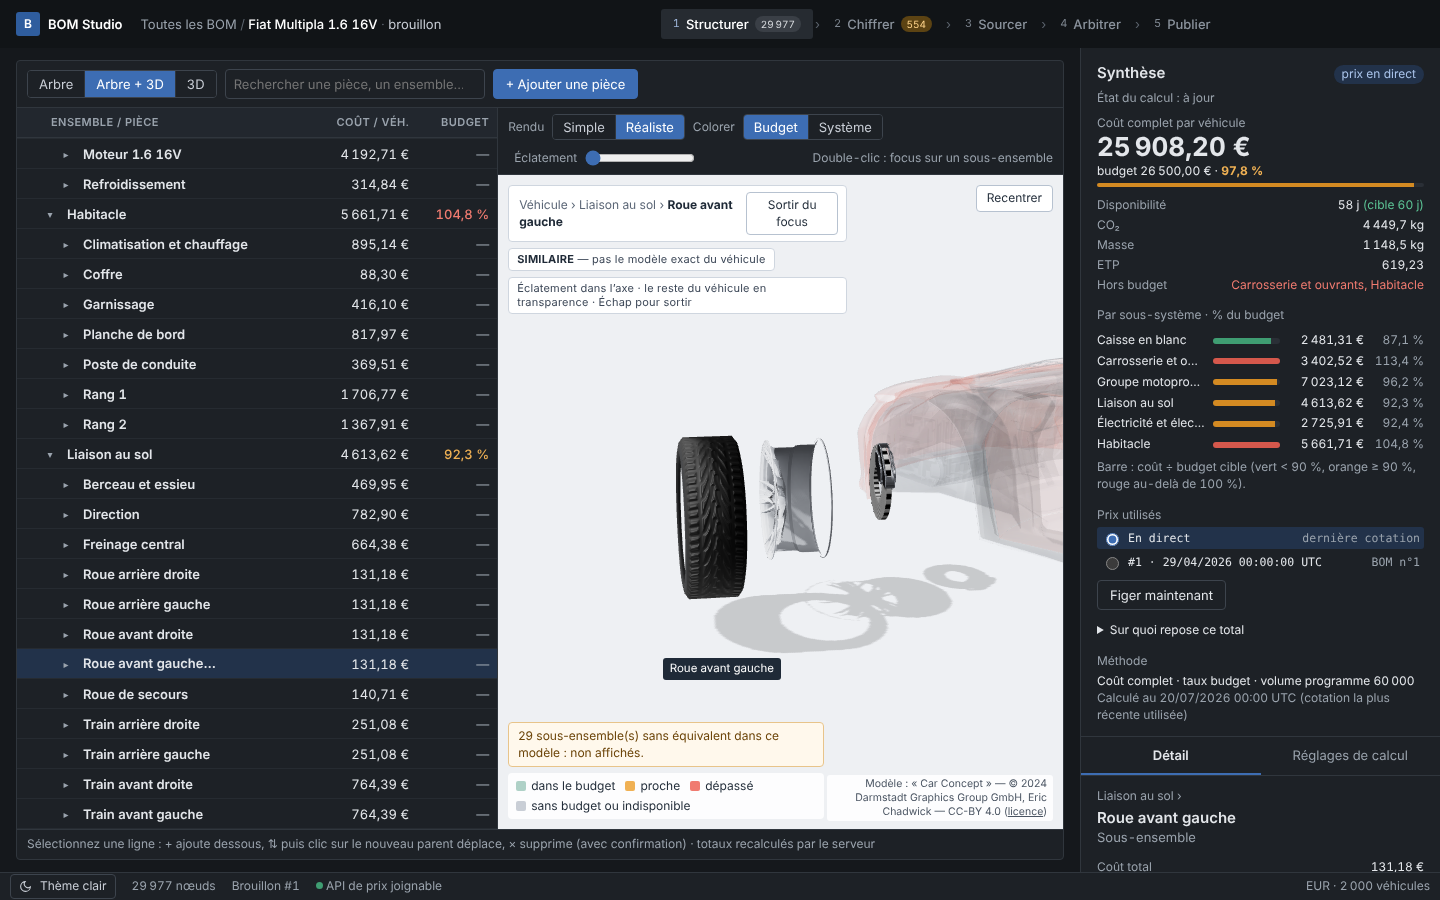 B BOM Studio Toutes les BOM / Fiat Multipla 1.6 16V · brouillon
1 Structurer 29 977 › 2 Chiffrer 554 › 3 Sourcer › 4 Arbitrer › 5 Publier
Arbre Arbre + 3D 3D Rechercher une pièce, un ensemble... + Ajouter une pièce
ENSEMBLE / PIÈCE COÛT / VÉH. BUDGET
Moteur 1.6 16V 4 192,71 € —
Refroidissement 314,84 € —
Habitacle 5 661,71 € 104,8 %
Climatisation et chauffage 895,14 € —
Coffre 88,30 € —
Garnissage 416,10 € —
Planche de bord 817,97 € —
Poste de conduite 369,51 € —
Rang 1 1 706,77 € —
Rang 2 1 367,91 € —
Liaison au sol 4 613,62 € 92,3 %
Berceau et essieu 469,95 € —
Direction 782,90 € —
Freinage central 664,38 € —
Roue arrière droite 131,18 € —
Roue arrière gauche 131,18 € —
Roue avant droite 131,18 € —
Roue avant gauche... 131,18 € —
Roue de secours 140,71 € —
Train arrière droite 251,08 € —
Train arrière gauche 251,08 € —
Train avant droite 764,39 € —
Train avant gauche 764,39 € —
Sélectionnez une ligne : + ajoute dessous, ⇅ puis clic sur le nouveau parent déplace, × supprime (avec confirmation) · totaux recalculés par le serveur
Rendu Simple Réaliste Colorer Budget Système
Éclatement Double-clic : focus sur un sous-ensemble
Véhicule › Liaison au sol › Roue avant
gauche
Sortir du
focus
Recentrer
SIMILAIRE — pas le modèle exact du véhicule
Éclatement dans l'axe · le reste du véhicule en
transparence · Échap pour sortir
Roue avant gauche
29 sous-ensemble(s) sans équivalent dans ce
modèle : non affichés.
dans le budget proche dépassé
sans budget ou indisponible
Modèle : « Car Concept » — © 2024
Darmstadt Graphics Group GmbH, Eric
Chadwick — CC-BY 4.0 (licence)
Synthèse prix en direct
État du calcul : à jour
Coût complet par véhicule
25 908,20 €
budget 26 500,00 € · 97,8 %
Disponibilité 58 j (cible 60 j)
CO₂ 4 449,7 kg
Masse 1 148,5 kg
ETP 619,23
Hors budget Carrosserie et ouvrants, Habitacle
Par sous-système · % du budget
Caisse en blanc 2 481,31 € 87,1 %
Carrosserie et o... 3 402,52 € 113,4 %
Groupe motopro... 7 023,12 € 96,2 %
Liaison au sol 4 613,62 € 92,3 %
Électricité et élec... 2 725,91 € 92,4 %
Habitacle 5 661,71 € 104,8 %
Barre : coût ÷ budget cible (vert < 90 %, orange ≥ 90 %,
rouge au-delà de 100 %).
Prix utilisés
En direct dernière cotation
#1 · 29/04/2026 00:00:00 UTC BOM n°1
Figer maintenant
Sur quoi repose ce total
Méthode
Coût complet · taux budget · volume programme 60 000
Calculé au 20/07/2026 00:00 UTC (cotation la plus
récente utilisée)
Détail Réglages de calcul
Liaison au sol ›
Roue avant gauche
Sous-ensemble
Coût total 131,18 €
Thème clair 29 977 nœuds Brouillon #1 API de prix joignable EUR · 2 000 véhicules